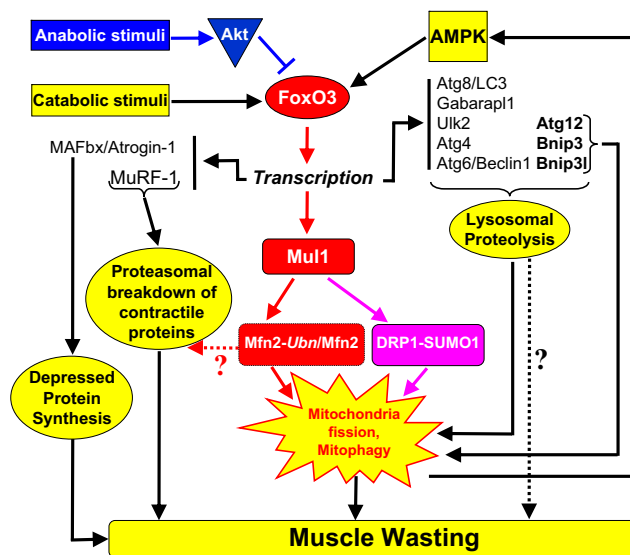 Anabolic stimuli
Akt
AMPK
Catabolic stimuli
FoxO3
Atg8/LC3
Gabarapl1
Ulk2
Atg12
Atg4
Bnip3
Atg6/Beclin1
Bnip3l
MAFbx/Atrogin-1
MuRF-1
Transcription
Lysosomal
Proteolysis
Mul1
Proteasomal
breakdown of
contractile
proteins
Mfn2-Ubn/Mfn2
DRP1-SUMO1
?
?
Depressed
Protein
Synthesis
Mitochondria
fission,
Mitophagy
Muscle Wasting